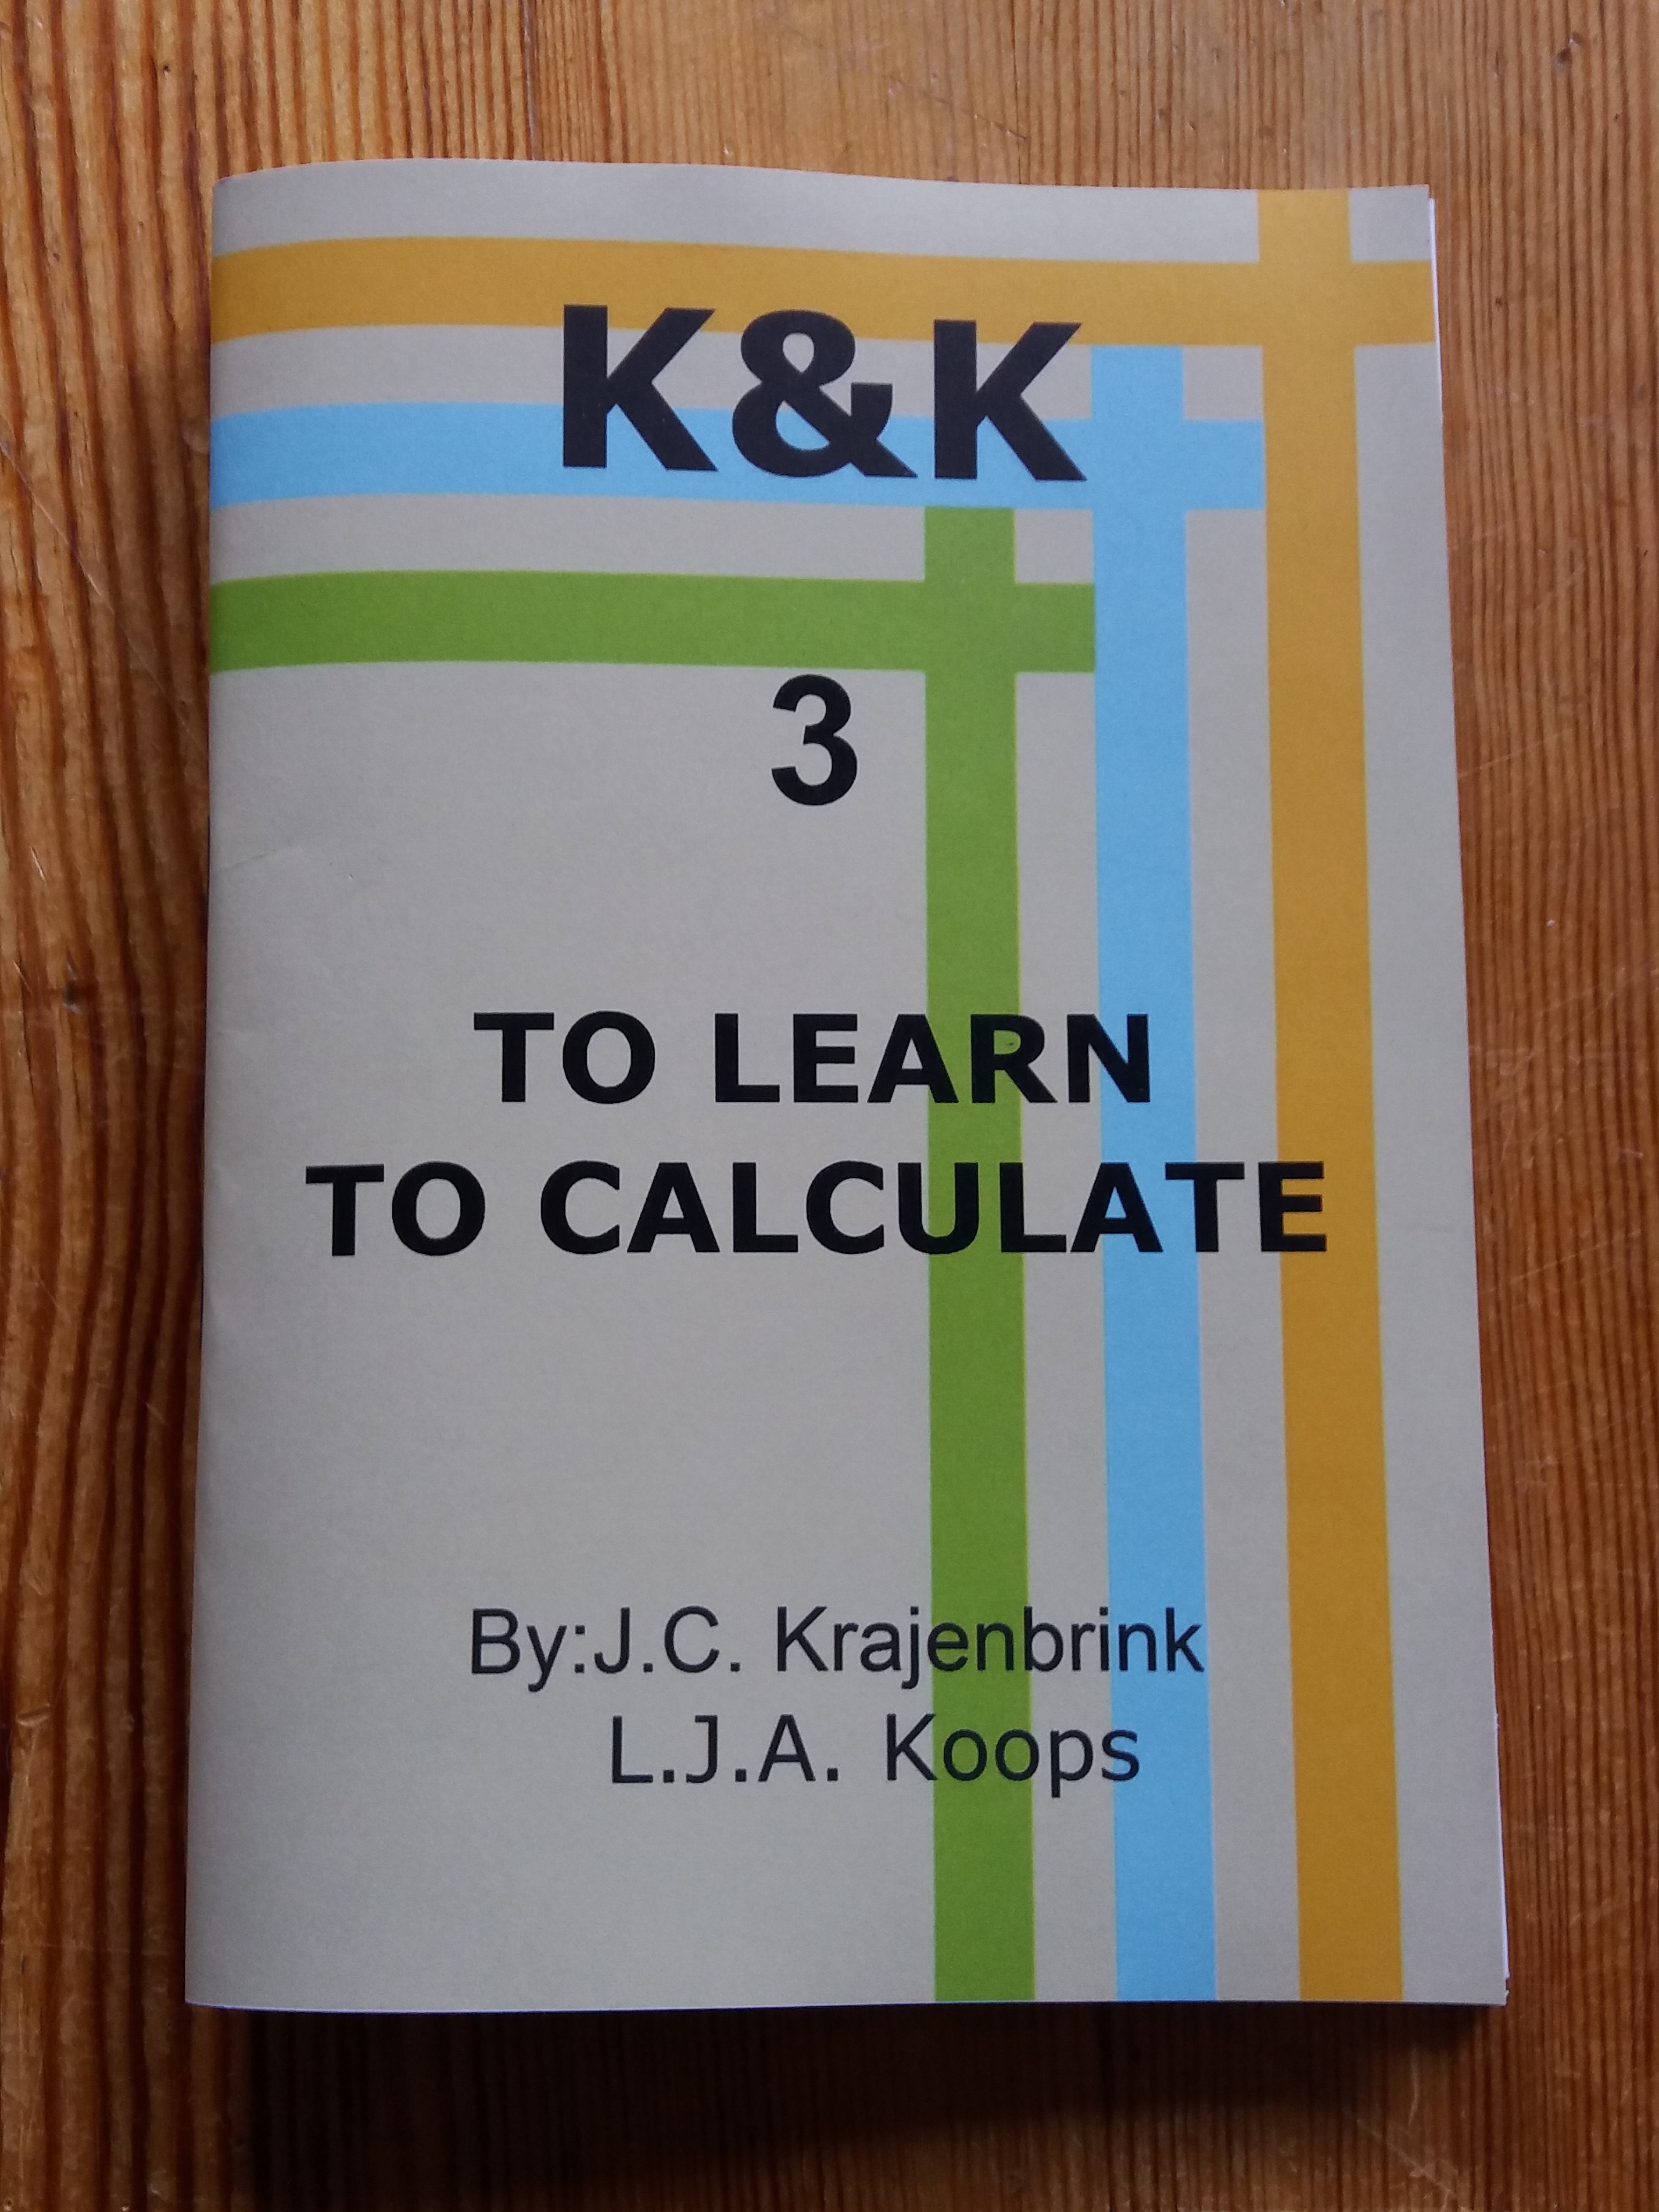 K&K
3
TO LEARN
TO CALCULATE
By:J.C. Krajenbrink
L.J.A. Koops